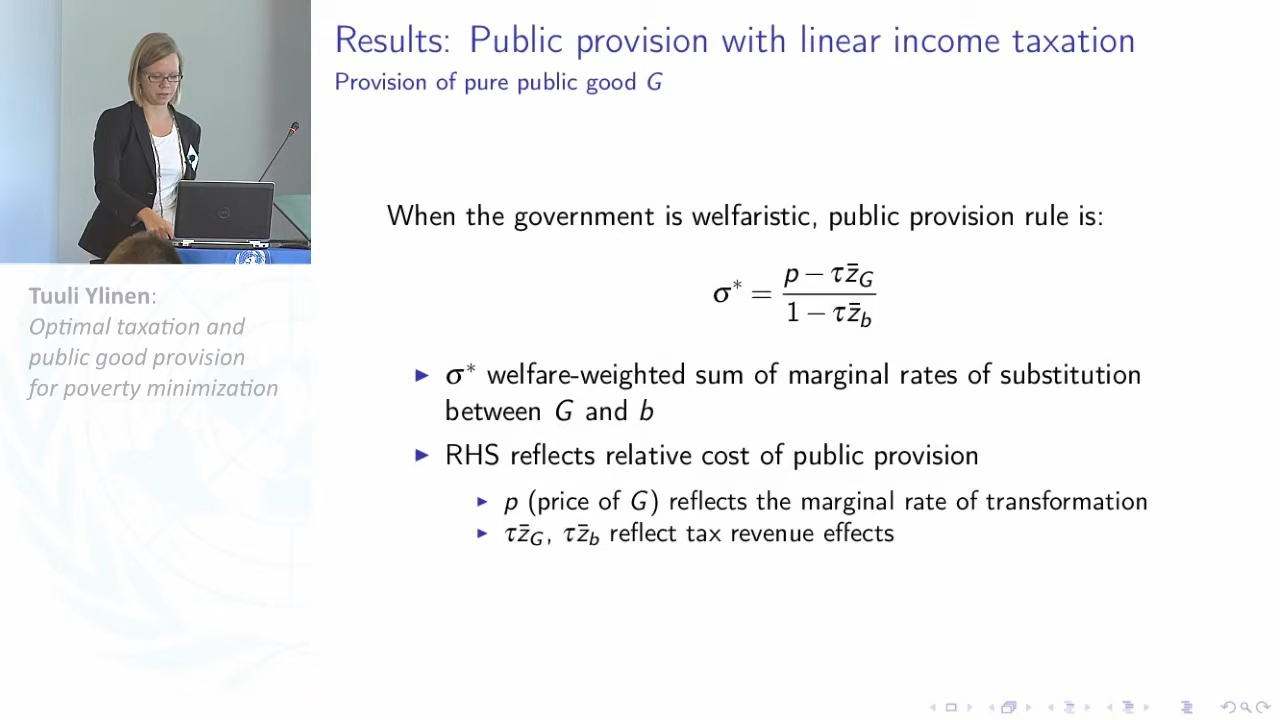 Results: Public provision with linear income taxation
Provision of pure public good G
When the government is welfaristic, public provision rule is:
σ* = (p − τz̄_G) / (1 − τz̄_b)
▶ σ* welfare-weighted sum of marginal rates of substitution
between G and b
▶ RHS reflects relative cost of public provision
▶ p (price of G) reflects the marginal rate of transformation
▶ τz̄_G, τz̄_b reflect tax revenue effects
Tuuli Ylinen:
Optimal taxation and
public good provision
for poverty minimization